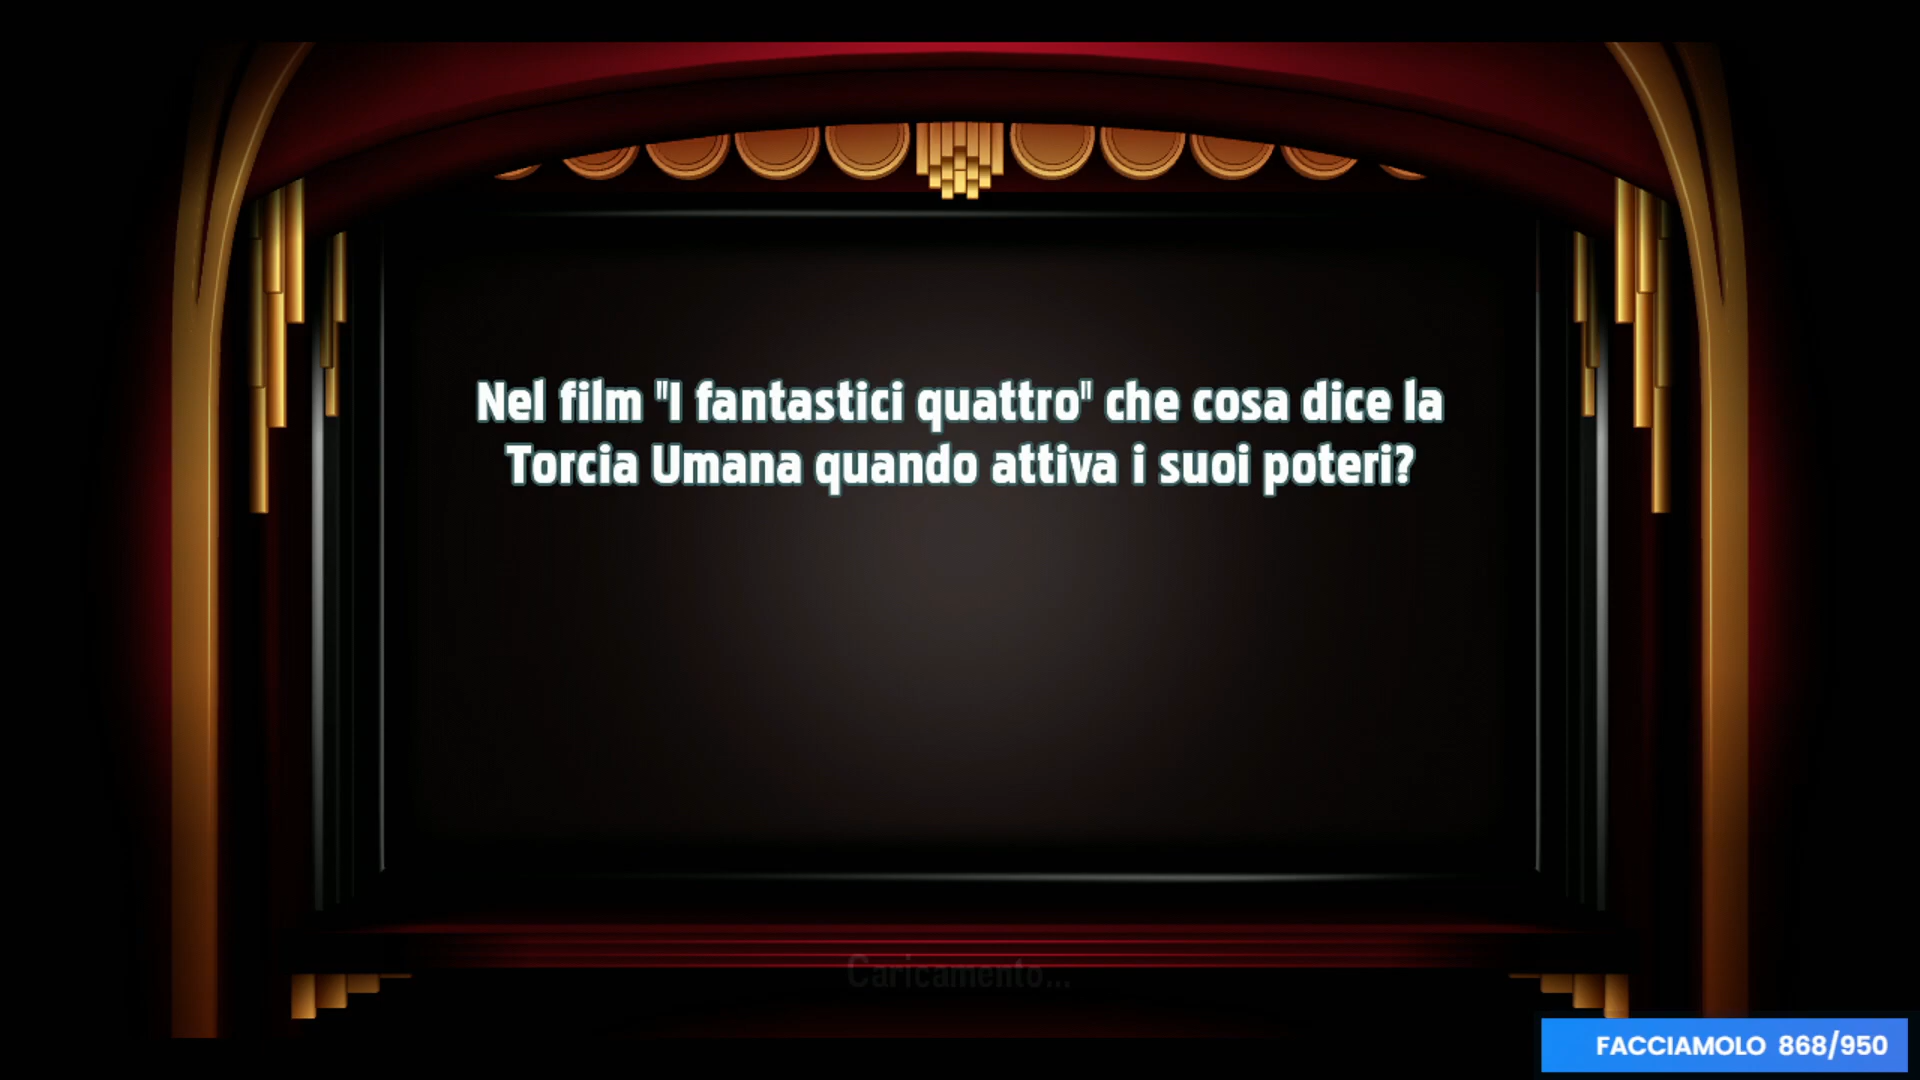 Nel film "I fantastici quattro" che cosa dice la
Torcia Umana quando attiva i suoi poteri?
Caricamento...
FACCIAMOLO 868/950